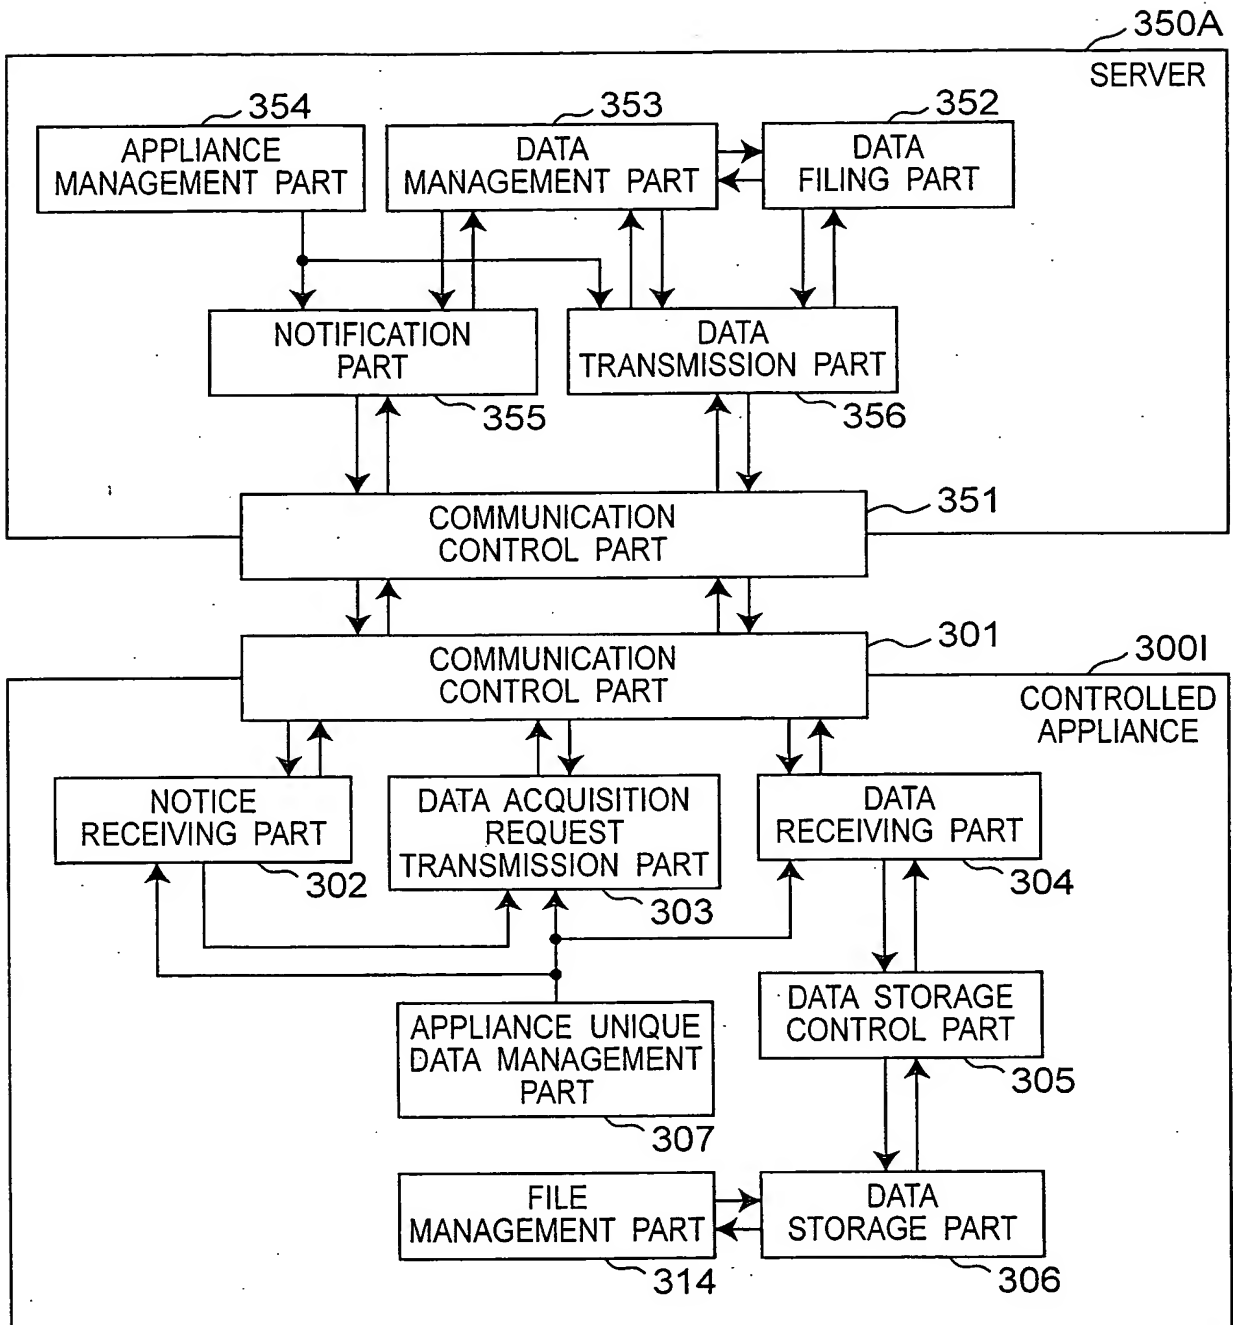 350A
SERVER
354
353
352
APPLIANCE
MANAGEMENT PART
DATA
MANAGEMENT PART
DATA
FILING PART
NOTIFICATION
PART
DATA
TRANSMISSION PART
355
356
COMMUNICATION
CONTROL PART
351
COMMUNICATION
CONTROL PART
301
300I
CONTROLLED
APPLIANCE
NOTICE
RECEIVING PART
DATA ACQUISITION
REQUEST
TRANSMISSION PART
DATA
RECEIVING PART
302
303
304
APPLIANCE UNIQUE
DATA MANAGEMENT
PART
DATA STORAGE
CONTROL PART
305
307
FILE
MANAGEMENT PART
DATA
STORAGE PART
314
306